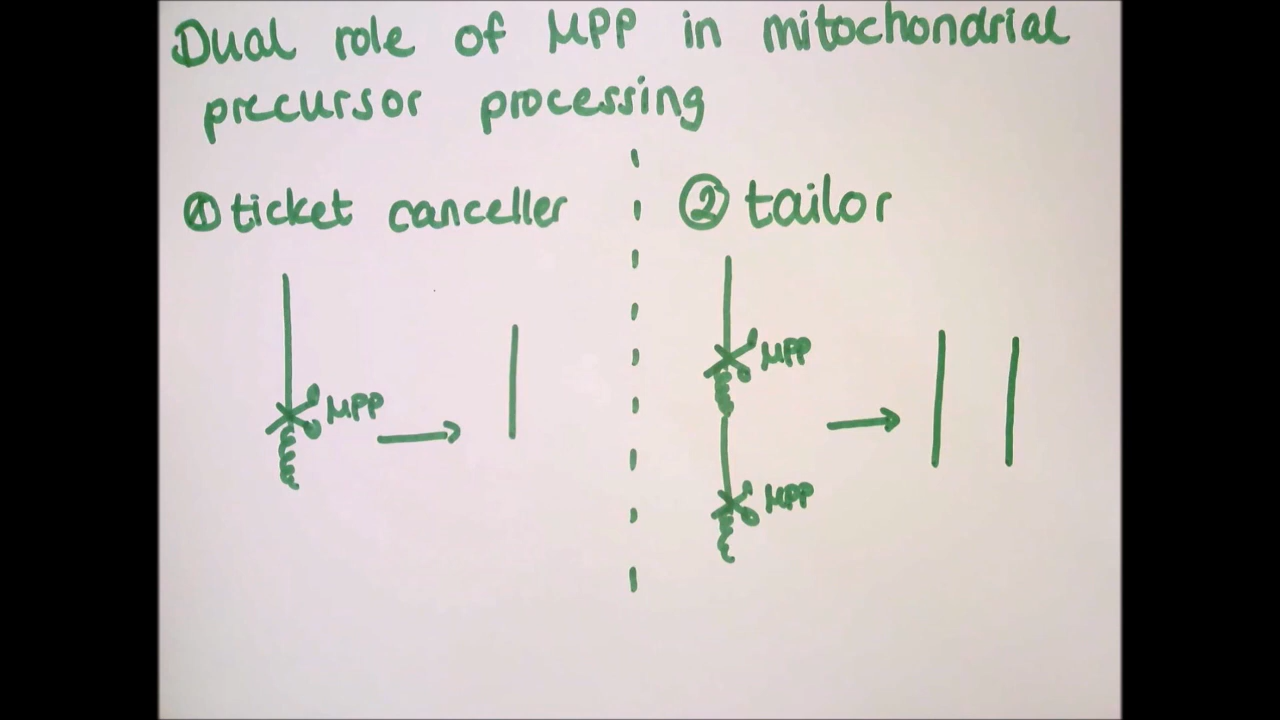 Dual role of MPP in mitochondrial
precursor processing
① ticket canceller
② tailor
MPP
MPP
MPP